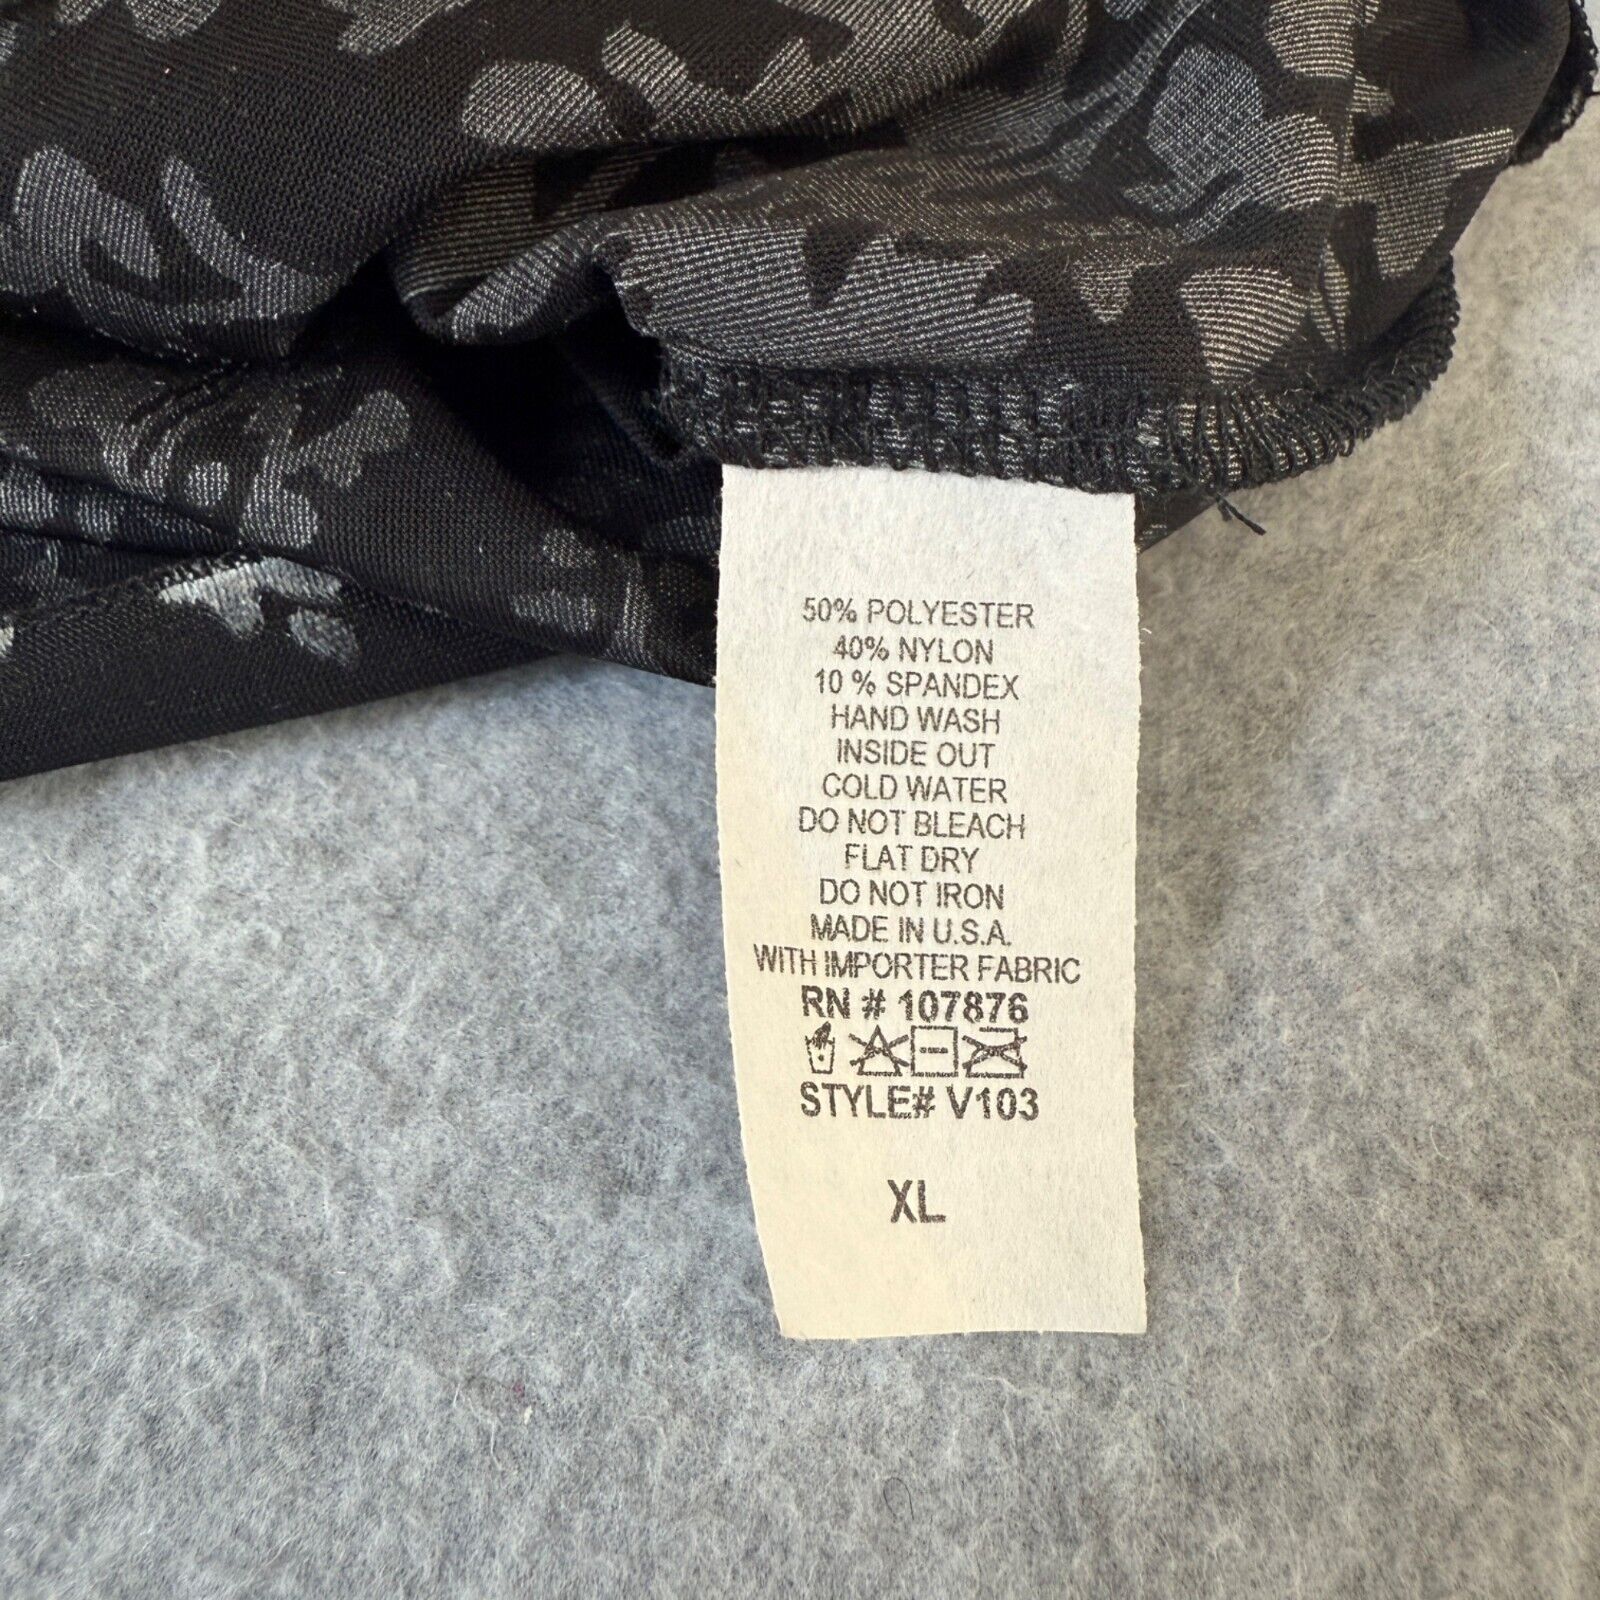 50% POLYESTER
40% NYLON
10 % SPANDEX
HAND WASH
INSIDE OUT
COLD WATER
DO NOT BLEACH
FLAT DRY
DO NOT IRON
MADE IN U.S.A.
WITH IMPORTER FABRIC
RN # 107876
STYLE# V103
XL